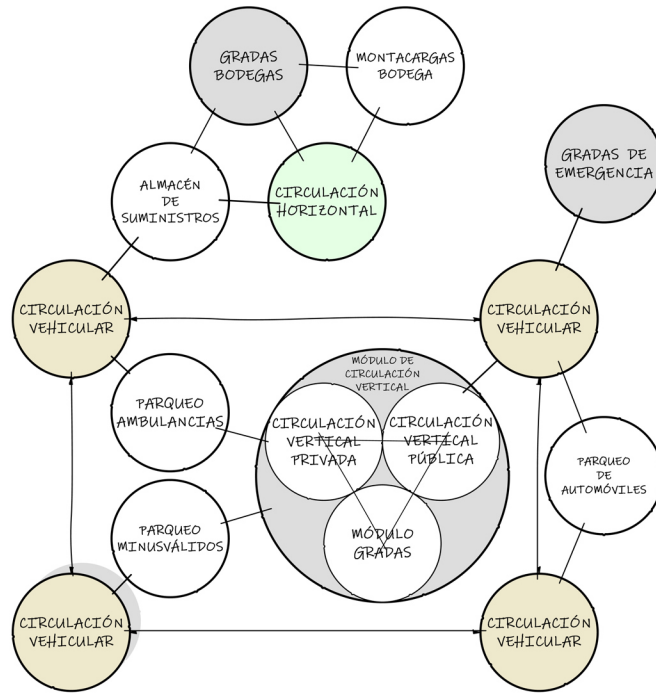 GRADAS
BODEGAS
MONTACARGAS
BODEGA
GRADAS DE
EMERGENCIA
ALMACÉN
DE
SUMINISTROS
CIRCULACIÓN
HORIZONTAL
CIRCULACIÓN
VEHICULAR
CIRCULACIÓN
VEHICULAR
MÓDULO DE
CIRCULACIÓN
VERTICAL
PARQUEO
AMBULANCIAS
CIRCULACIÓN
VERTICAL
PRIVADA
CIRCULACIÓN
VERTICAL
PÚBLICA
PARQUEO
DE
AUTOMÓVILES
PARQUEO
MINUSVÁLIDOS
MÓDULO
GRADAS
CIRCULACIÓN
VEHICULAR
CIRCULACIÓN
VEHICULAR